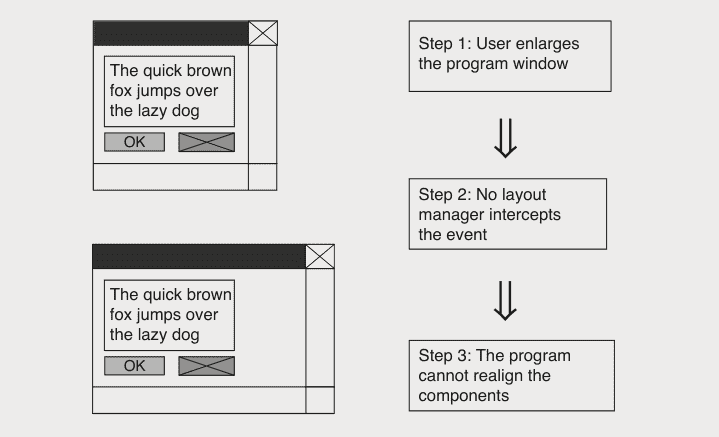 The quick brown
fox jumps over
the lazy dog
OK
Step 1: User enlarges
the program window
Step 2: No layout
manager intercepts
the event
The quick brown
fox jumps over
the lazy dog
OK
Step 3: The program
cannot realign the
components